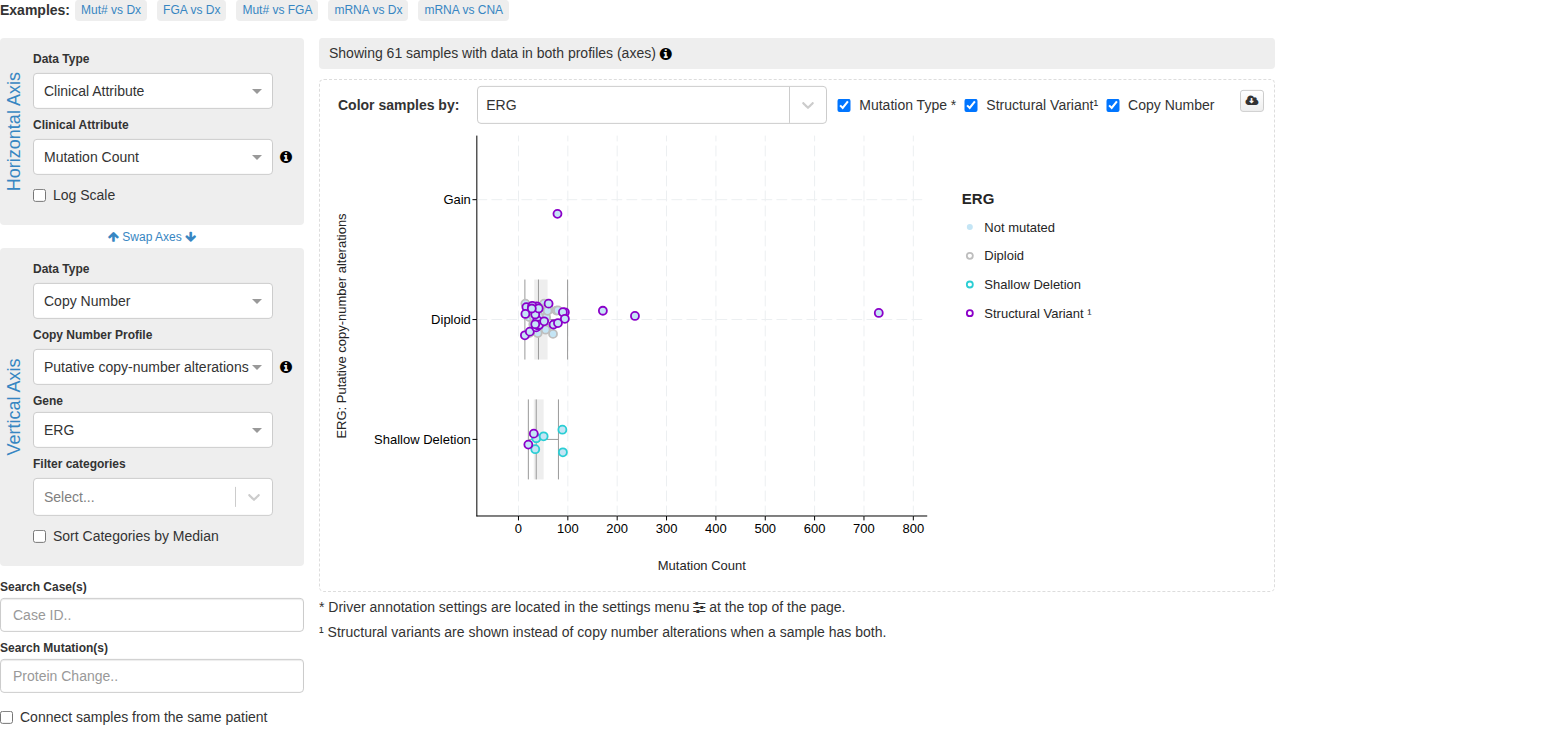 Examples: Mut# vs Dx FGA vs Dx Mut# vs FGA mRNA vs Dx mRNA vs CNA
Horizontal Axis
Data Type
Clinical Attribute
Clinical Attribute
Mutation Count
Log Scale
Swap Axes
Vertical Axis
Data Type
Copy Number
Copy Number Profile
Putative copy-number alterations
Gene
ERG
Filter categories
Select...
Sort Categories by Median
Search Case(s)
Case ID..
Search Mutation(s)
Protein Change..
Connect samples from the same patient
Showing 61 samples with data in both profiles (axes)
Color samples by: ERG Mutation Type * Structural Variant¹ Copy Number
ERG: Putative copy-number alterations
Gain
Diploid
Shallow Deletion
0 100 200 300 400 500 600 700 800
Mutation Count
ERG
Not mutated
Diploid
Shallow Deletion
Structural Variant ¹
* Driver annotation settings are located in the settings menu at the top of the page.
¹ Structural variants are shown instead of copy number alterations when a sample has both.